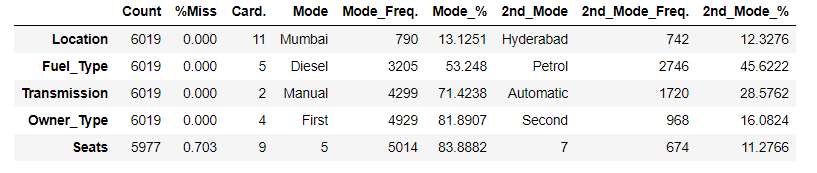 Count %Miss Card. Mode Mode_Freq. Mode_% 2nd_Mode 2nd_Mode_Freq. 2nd_Mode_%
Location 6019 0.000 11 Mumbai 790 13.1251 Hyderabad 742 12.3276
Fuel_Type 6019 0.000 5 Diesel 3205 53.248 Petrol 2746 45.6222
Transmission 6019 0.000 2 Manual 4299 71.4238 Automatic 1720 28.5762
Owner_Type 6019 0.000 4 First 4929 81.8907 Second 968 16.0824
Seats 5977 0.703 9 5 5014 83.8882 7 674 11.2766